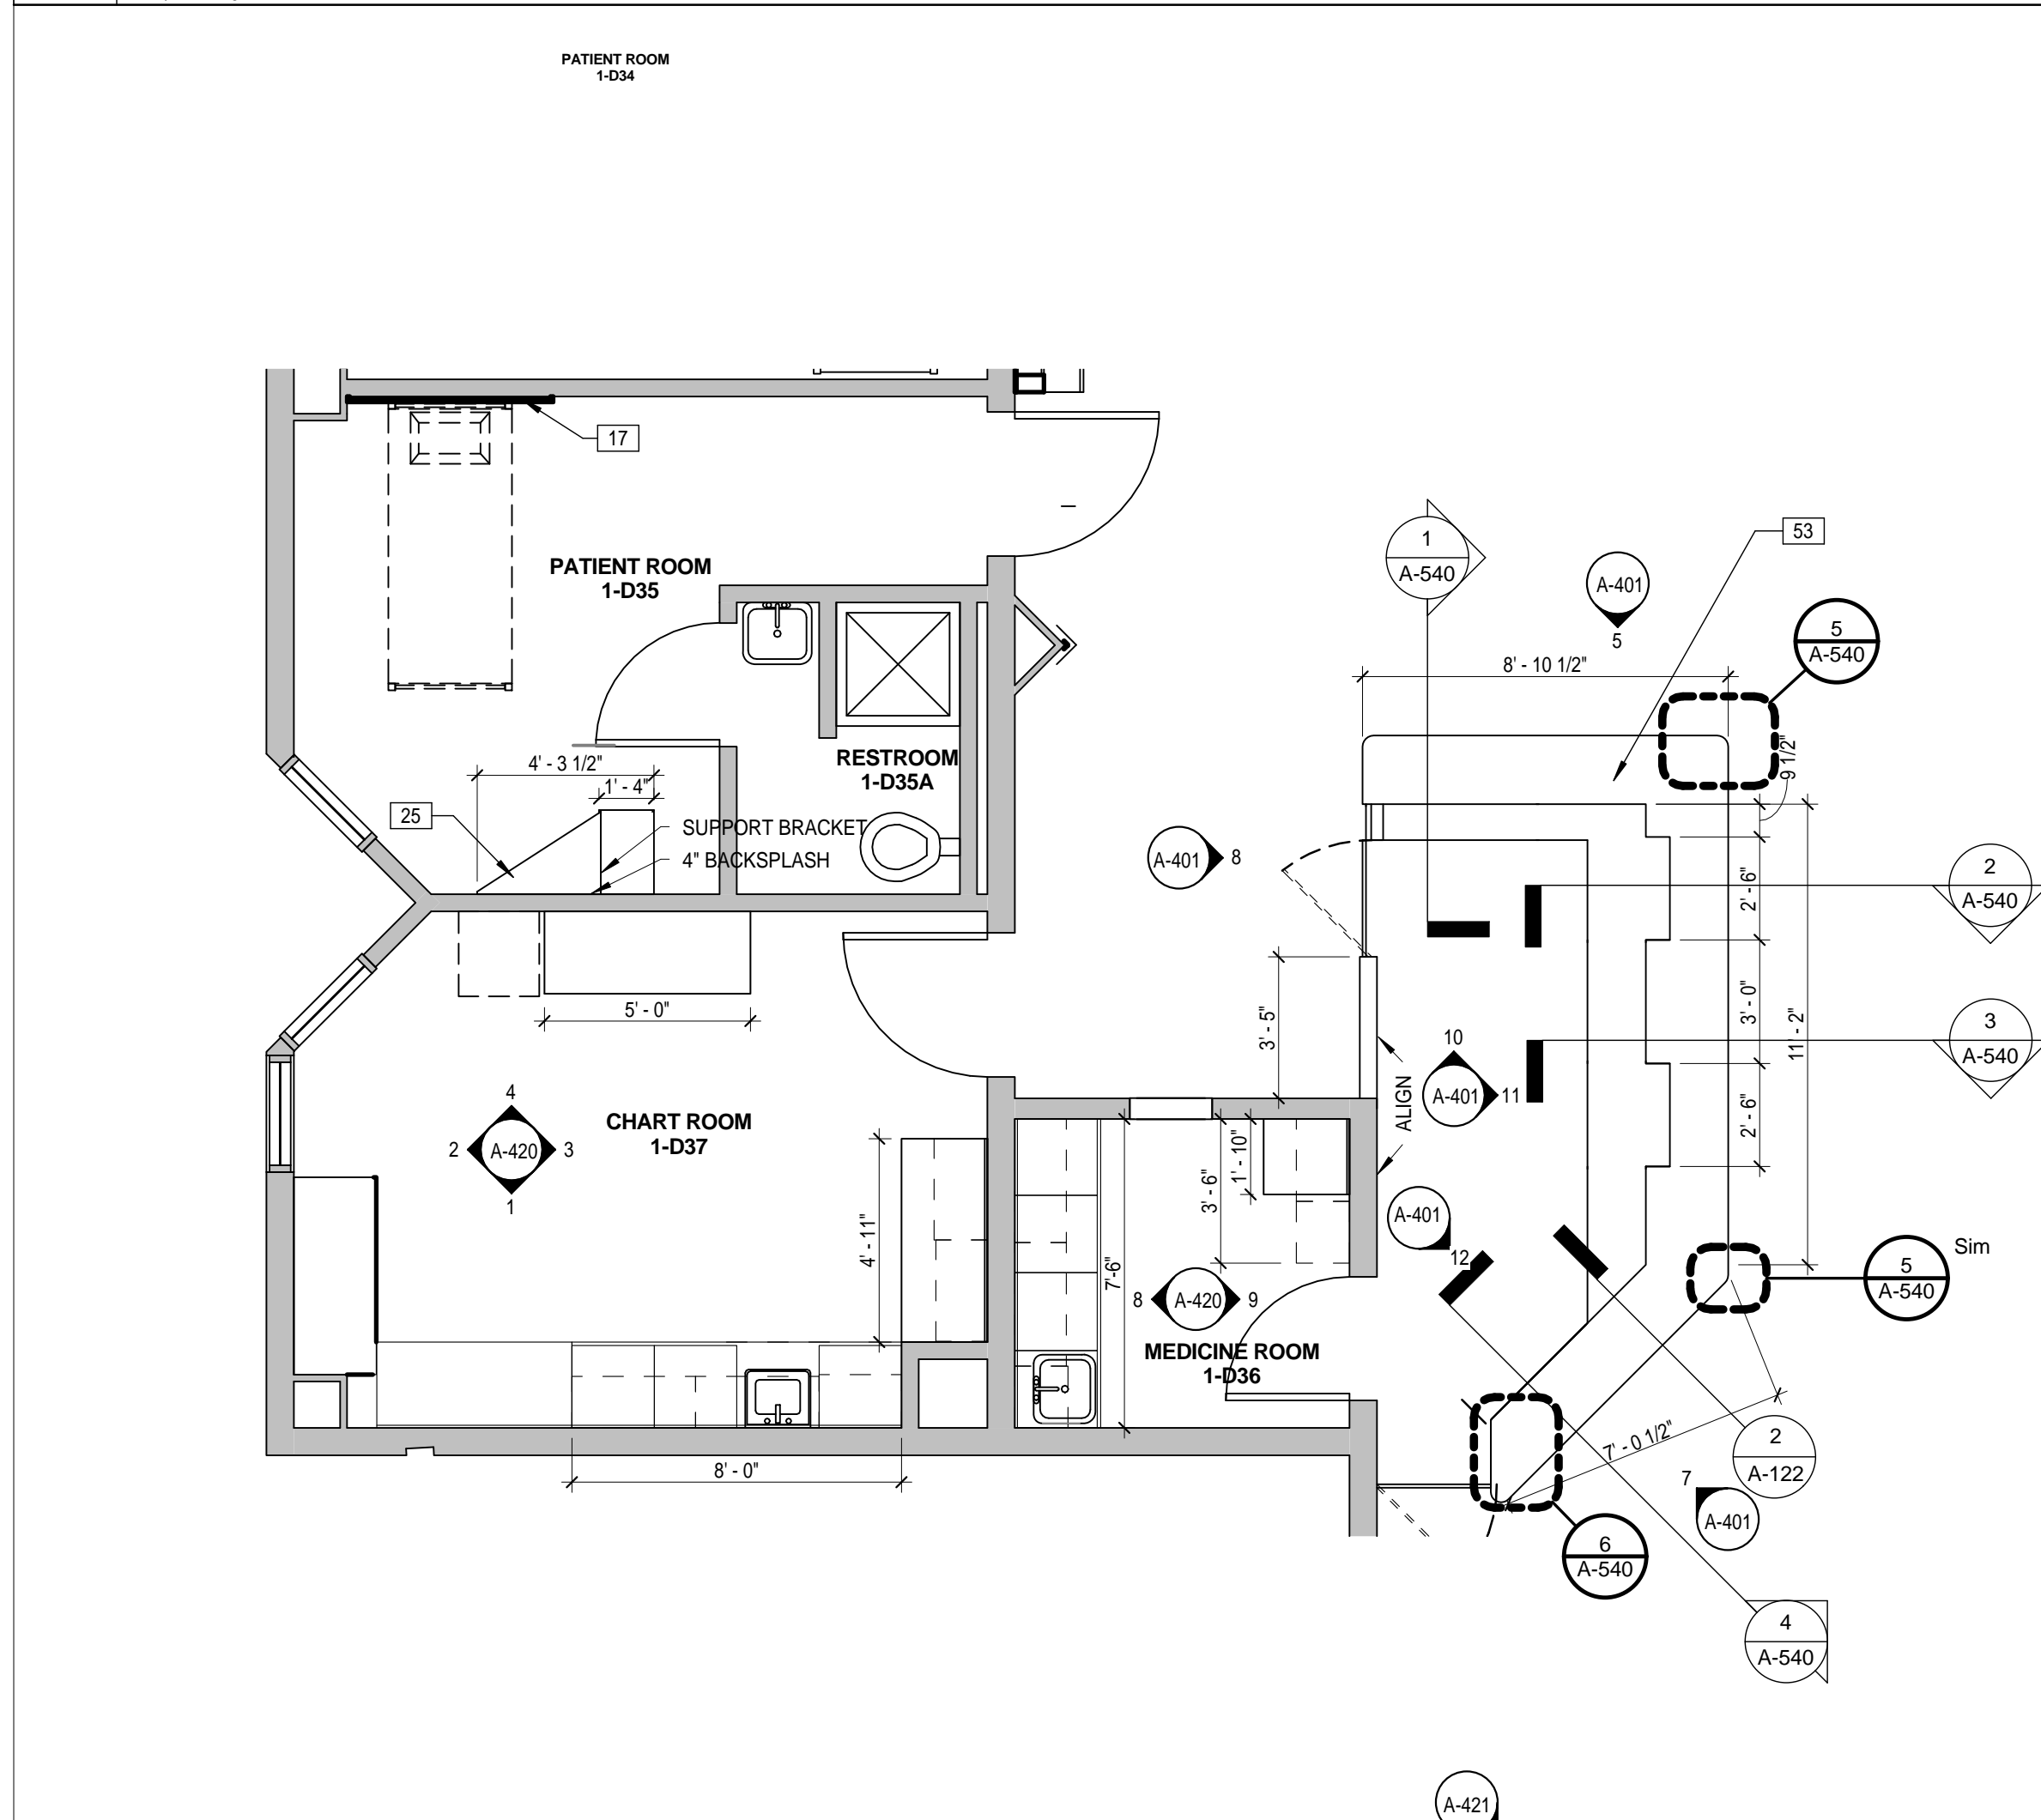 PATIENT ROOM
1-D34
17
PATIENT ROOM
1-D35
1
A-540
A-401
5
53
5
A-540
8' - 10 1/2"
9 1/2"
RESTROOM
1-D35A
4' - 3 1/2"
1' - 4"
25
SUPPORT BRACKET
4" BACKSPLASH
A-401
8
2' - 6"
2
A-540
5' - 0"
3' - 5"
3' - 0"
11' - 2"
3
A-540
10
A-401
11
ALIGN
2' - 6"
4
2
A-420
3
1
CHART ROOM
1-D37
4' - 11"
3' - 6"
1' - 10"
7'-6"
A-401
12
8
A-420
9
MEDICINE ROOM
1-D36
5
A-540
Sim
7' - 0 1/2"
2
A-122
7
A-401
8' - 0"
6
A-540
4
A-540
A-421